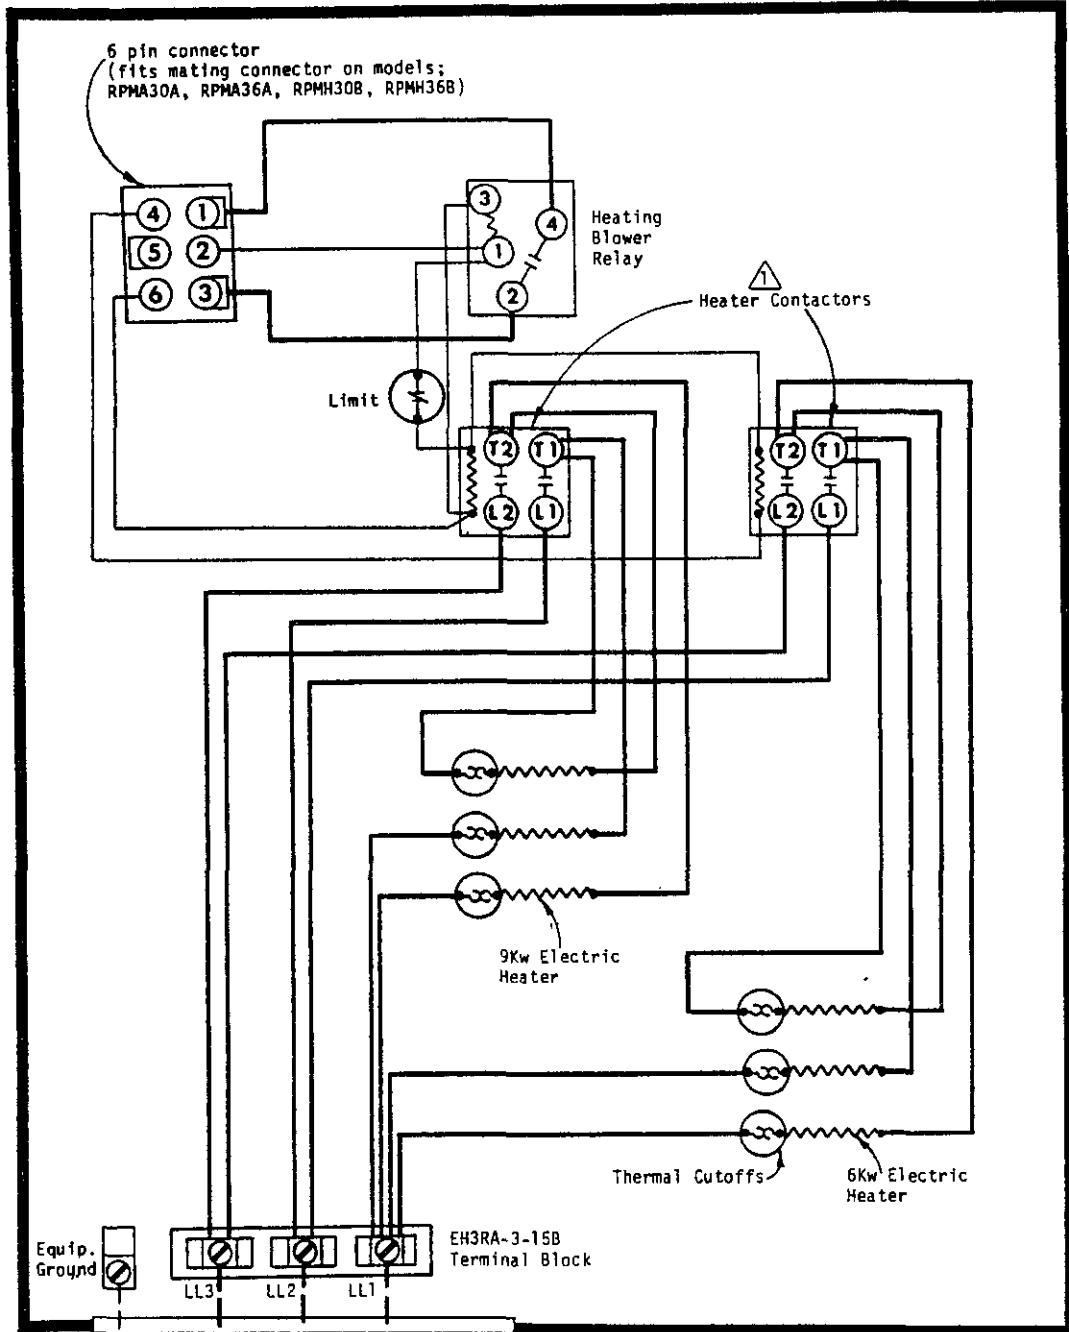 6 pin connector
(fits mating connector on models;
RPMA30A, RPMA36A, RPMH30B, RPMH36B)
4 1
5 2
6 3
3
4
1
2
Heating
Blower
Relay
1
Heater Contactors
Limit
T2 T1
L2 L1
T2 T1
L2 L1
9Kw Electric
Heater
Thermal Cutoffs
6Kw Electric
Heater
EH3RA-3-15B
Terminal Block
Equip.
Ground
LL3 LL2 LL1